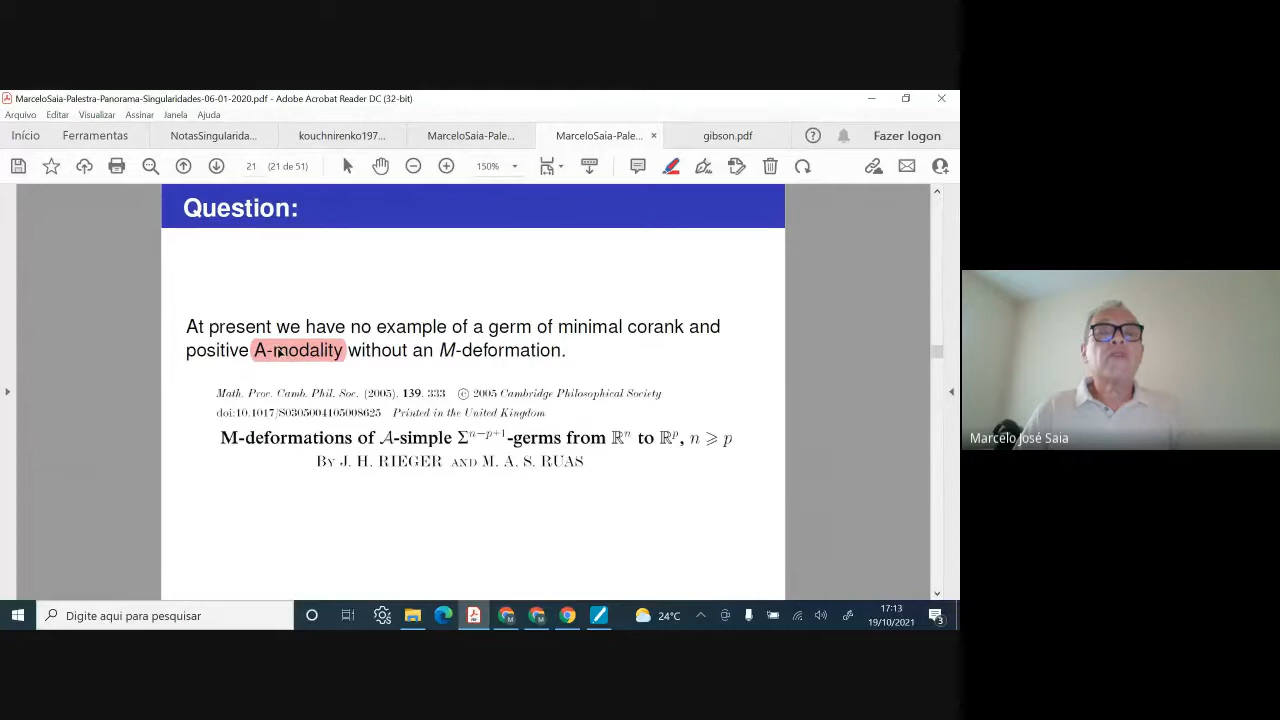 MarceloSaia-Palestra-Panorama-Singularidades-06-01-2020.pdf - Adobe Acrobat Reader DC (32-bit)
Arquivo Editar Visualizar Assinar Janela Ajuda
Início Ferramentas NotasSingularida... kouchnirenko197... MarceloSaia-Pale... MarceloSaia-Pale... × gibson.pdf Fazer logon
21 (21 de 51) 150%
Question:
At present we have no example of a germ of minimal corank and
positive A-modality without an M-deformation.
Math. Proc. Camb. Phil. Soc. (2005), 139, 333 © 2005 Cambridge Philosophical Society
doi:10.1017/S0305004105008625 Printed in the United Kingdom
M-deformations of 𝒜-simple Σⁿ⁻ᵖ⁺¹-germs from ℝⁿ to ℝᵖ, n ⩾ p
By J. H. RIEGER AND M. A. S. RUAS
Marcelo José Saia
Digite aqui para pesquisar
24°C
17:13
19/10/2021
3